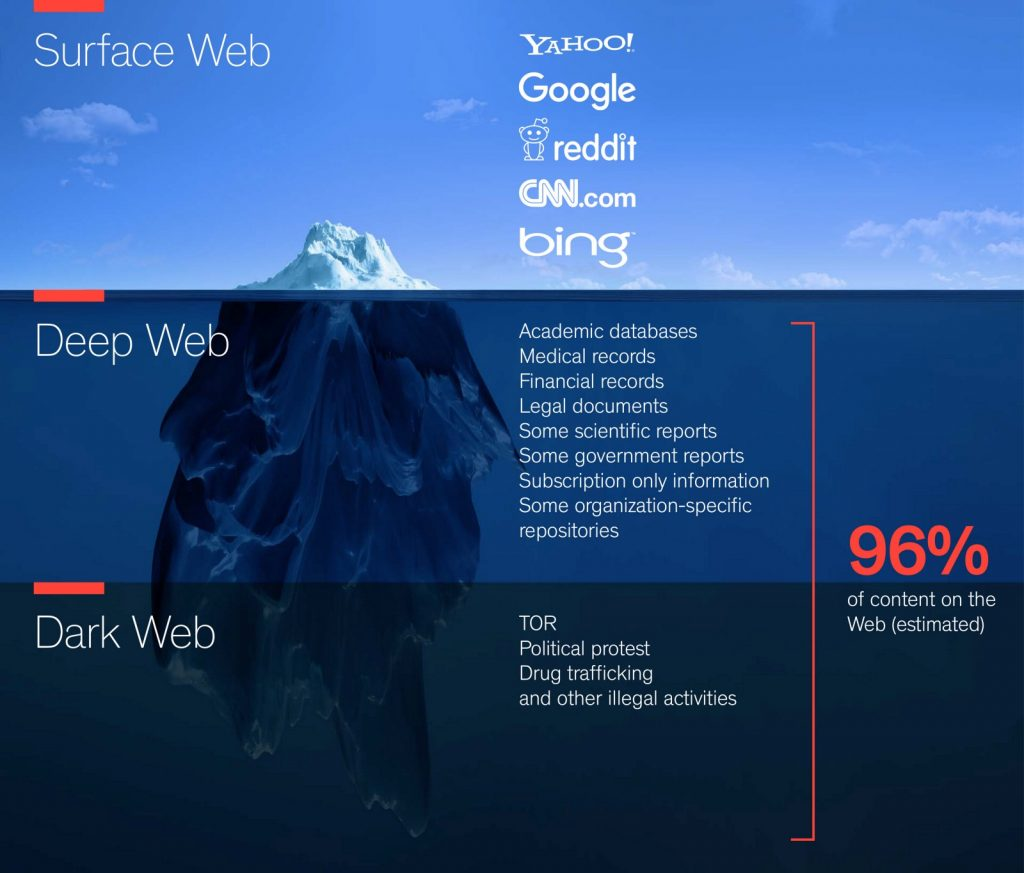 Surface Web
YAHOO!
Google
reddit
CNN.com
bing
Deep Web
Academic databases
Medical records
Financial records
Legal documents
Some scientific reports
Some government reports
Subscription only information
Some organization-specific
repositories
96%
of content on the
Web (estimated)
Dark Web
TOR
Political protest
Drug trafficking
and other illegal activities